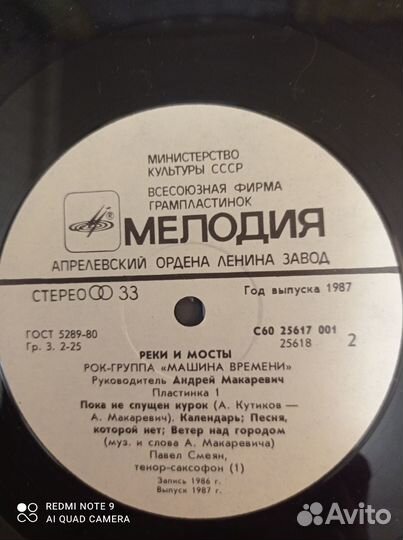 МИНИСТЕРСТВО
КУЛЬТУРЫ СССР
ВСЕСОЮЗНАЯ ФИРМА
ГРАМПЛАСТИНОК
МЕЛОДИЯ
АПРЕЛЕВСКИЙ ОРДЕНА ЛЕНИНА ЗАВОД
СТЕРЕО 33 Год выпуска 1987
ГОСТ 5289-80 С60 25617 001
Гр. 3. 2-25 25618 2
РЕКИ И МОСТЫ
РОК-ГРУППА «МАШИНА ВРЕМЕНИ»
Руководитель Андрей Макаревич
Пластинка 1
Пока не спущен курок (А. Кутиков —
А. Макаревич). Календарь; Песня,
которой нет; Ветер над городом
(муз. и слова А. Макаревича)
Павел Смеян,
тенор-саксофон (1)
Запись 1986 г.
Выпуск 1987 г.
REDMI NOTE 9
AI QUAD CAMERA
Avito